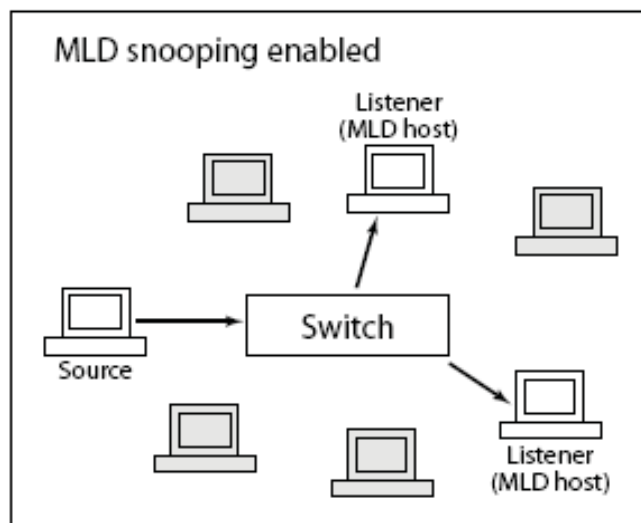 MLD snooping enabled
Listener
(MLD host)
Switch
Source
Listener
(MLD host)